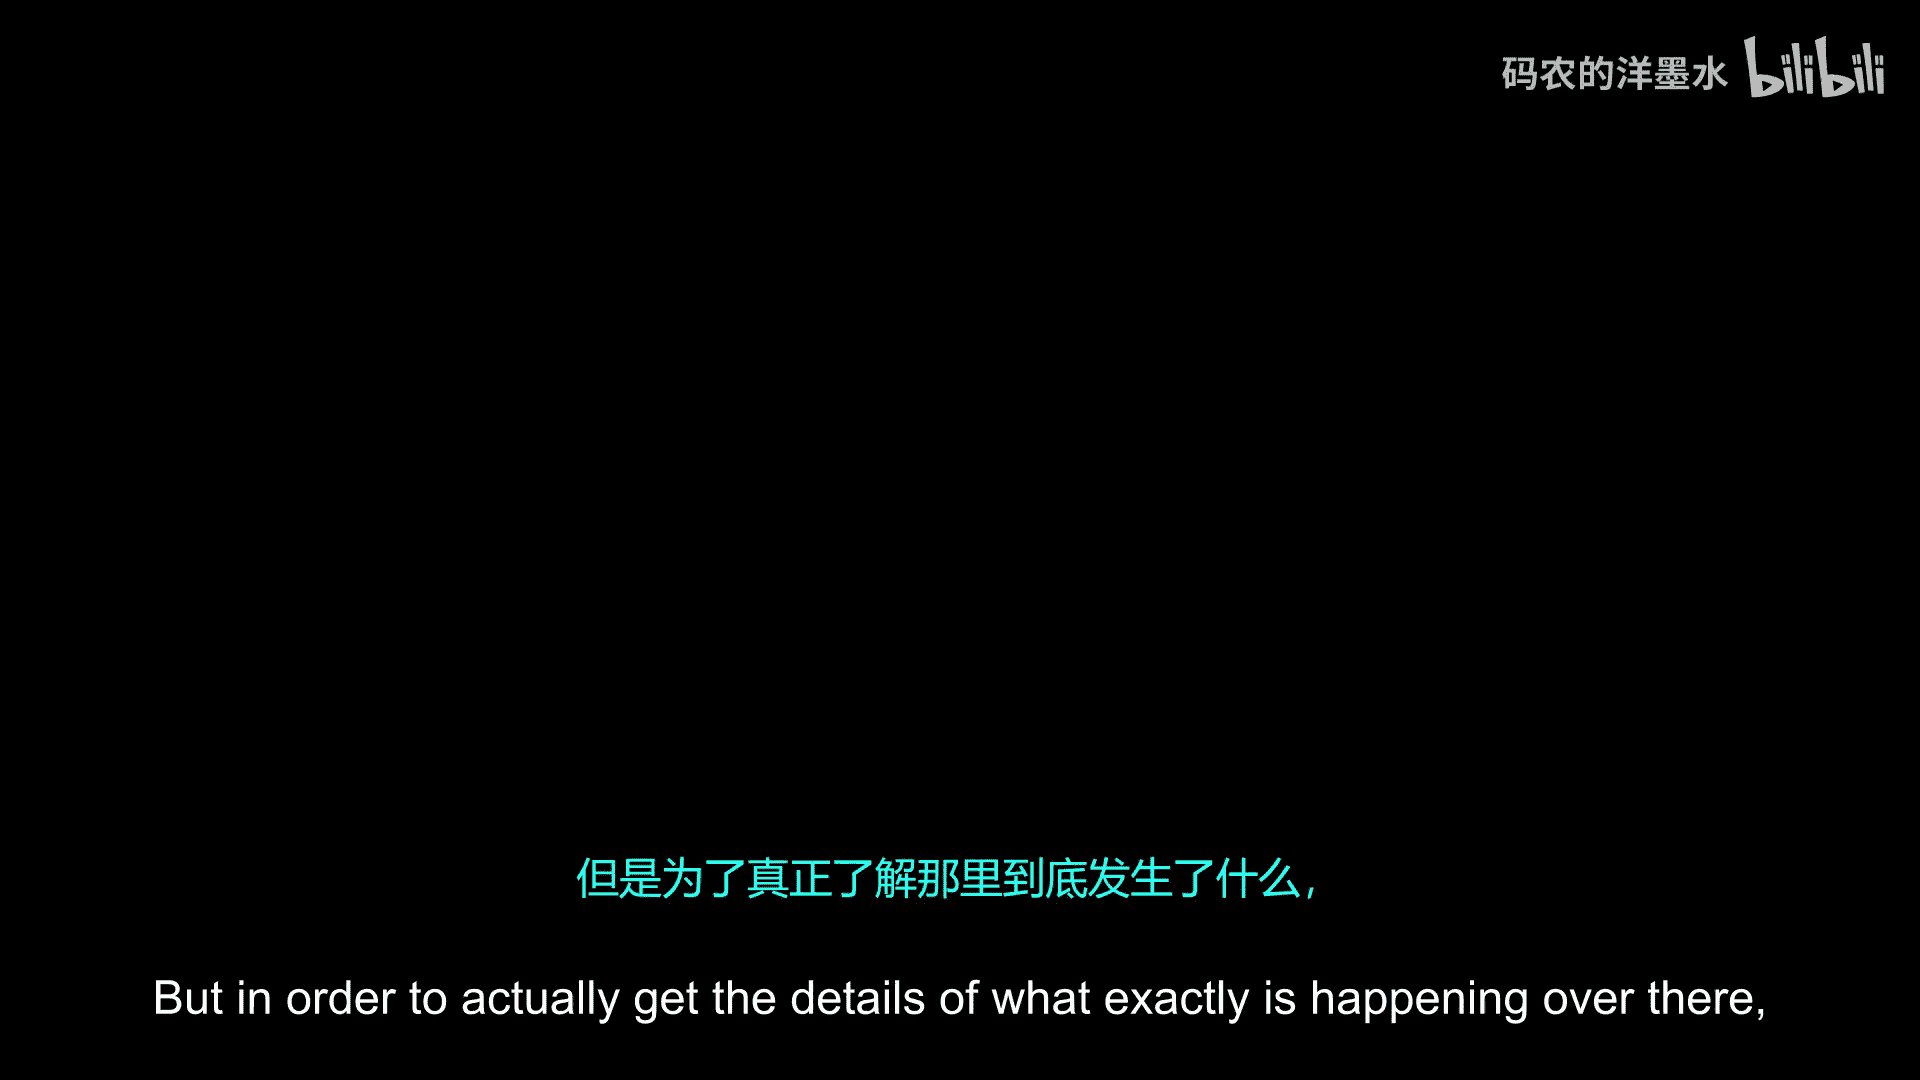 码农的洋墨水 bilibili
但是为了真正了解那里到底发生了什么，
But in order to actually get the details of what exactly is happening over there,